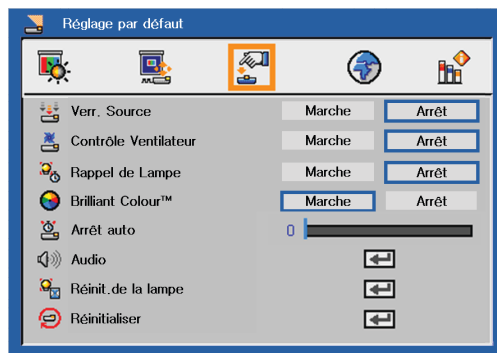 Réglage par défaut
Verr. Source Marche Arrêt
Contrôle Ventilateur Marche Arrêt
Rappel de Lampe Marche Arrêt
Brilliant Colour™ Marche Arrêt
Arrêt auto 0
Audio
Réinit.de la lampe
Réinitialiser